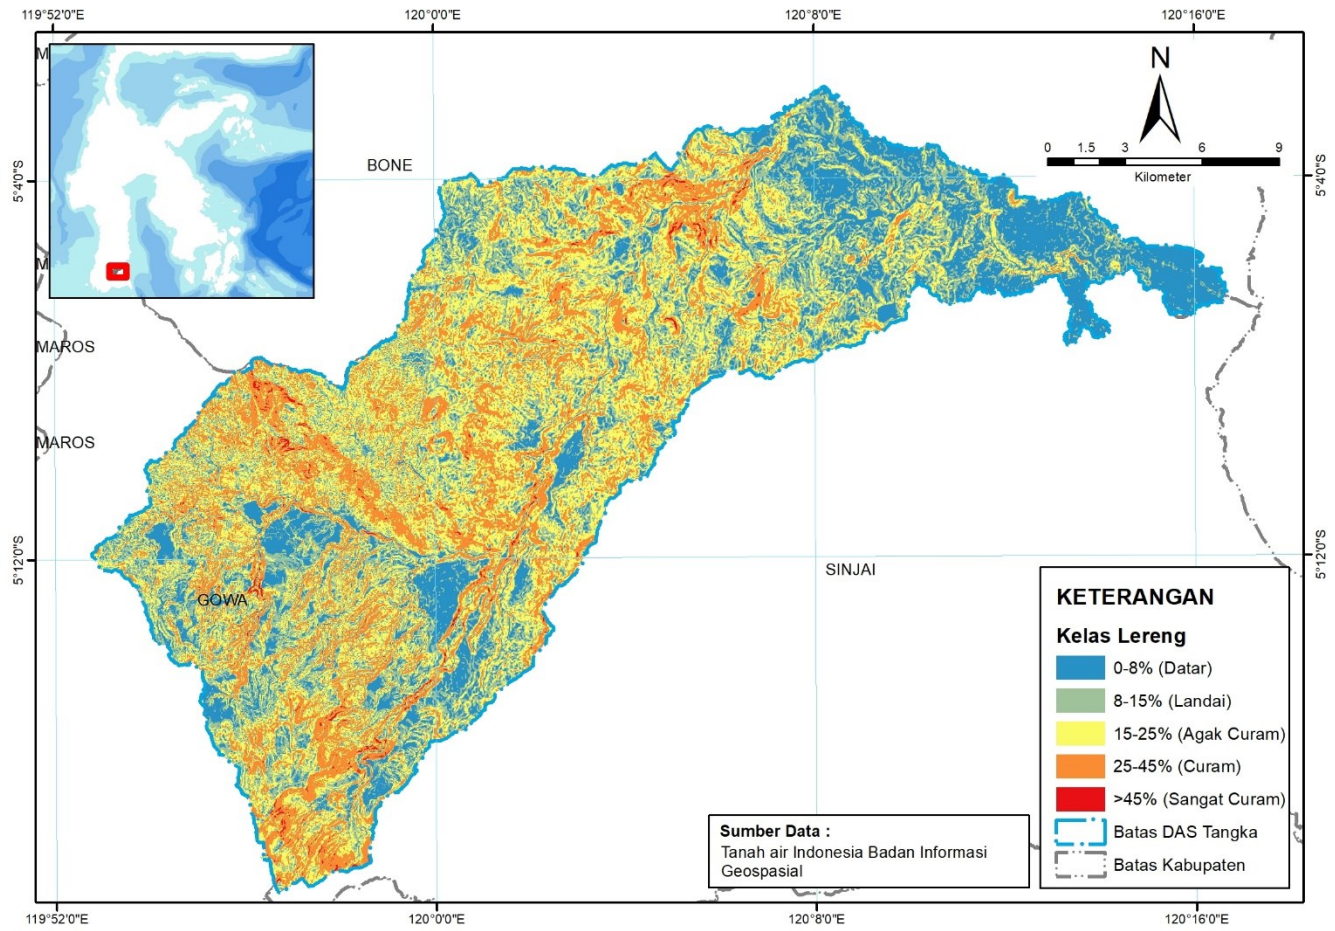 119°52'0"E 120°0'0"E 120°8'0"E 120°16'0"E
M
N
0 1.5 3 6 9
Kilometer
BONE
5°4'0"S
5°4'0"S
M
MAROS
MAROS
5°12'0"S
5°12'0"S
SINJAI
GOWA
KETERANGAN
Kelas Lereng
0-8% (Datar)
8-15% (Landai)
15-25% (Agak Curam)
25-45% (Curam)
>45% (Sangat Curam)
Batas DAS Tangka
Batas Kabupaten
Sumber Data :
Tanah air Indonesia Badan Informasi
Geospasial
119°52'0"E 120°0'0"E 120°8'0"E 120°16'0"E